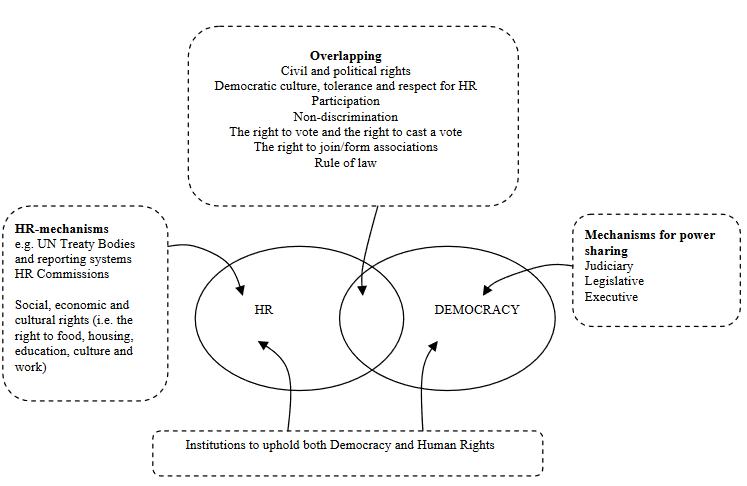 Overlapping
Civil and political rights
Democratic culture, tolerance and respect for HR
Participation
Non-discrimination
The right to vote and the right to cast a vote
The right to join/form associations
Rule of law
HR-mechanisms
e.g. UN Treaty Bodies
and reporting systems
HR Commissions
Social, economic and
cultural rights (i.e. the
right to food, housing,
education, culture and
work)
Mechanisms for power
sharing
Judiciary
Legislative
Executive
HR
DEMOCRACY
Institutions to uphold both Democracy and Human Rights